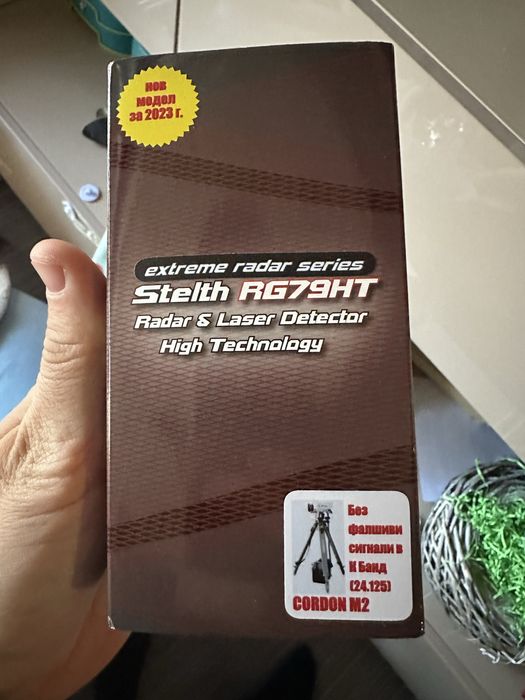 нов
модел
за 2023 г.
extreme radar series
Stelth RG79HT
Radar & Laser Detector
High Technology
Без
фалшиви
сигнали в
К Банд
(24.125)
CORDON M2